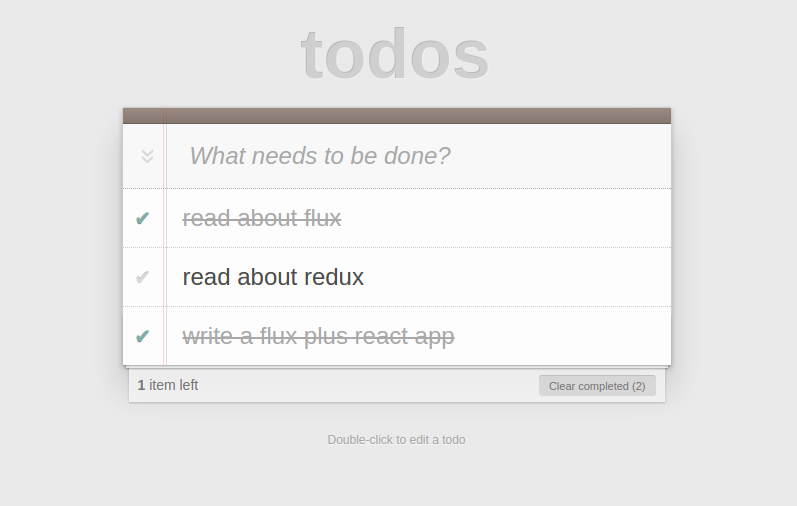 todos
What needs to be done?
read about flux
read about redux
write a flux plus react app
1 item left
Clear completed (2)
Double-click to edit a todo